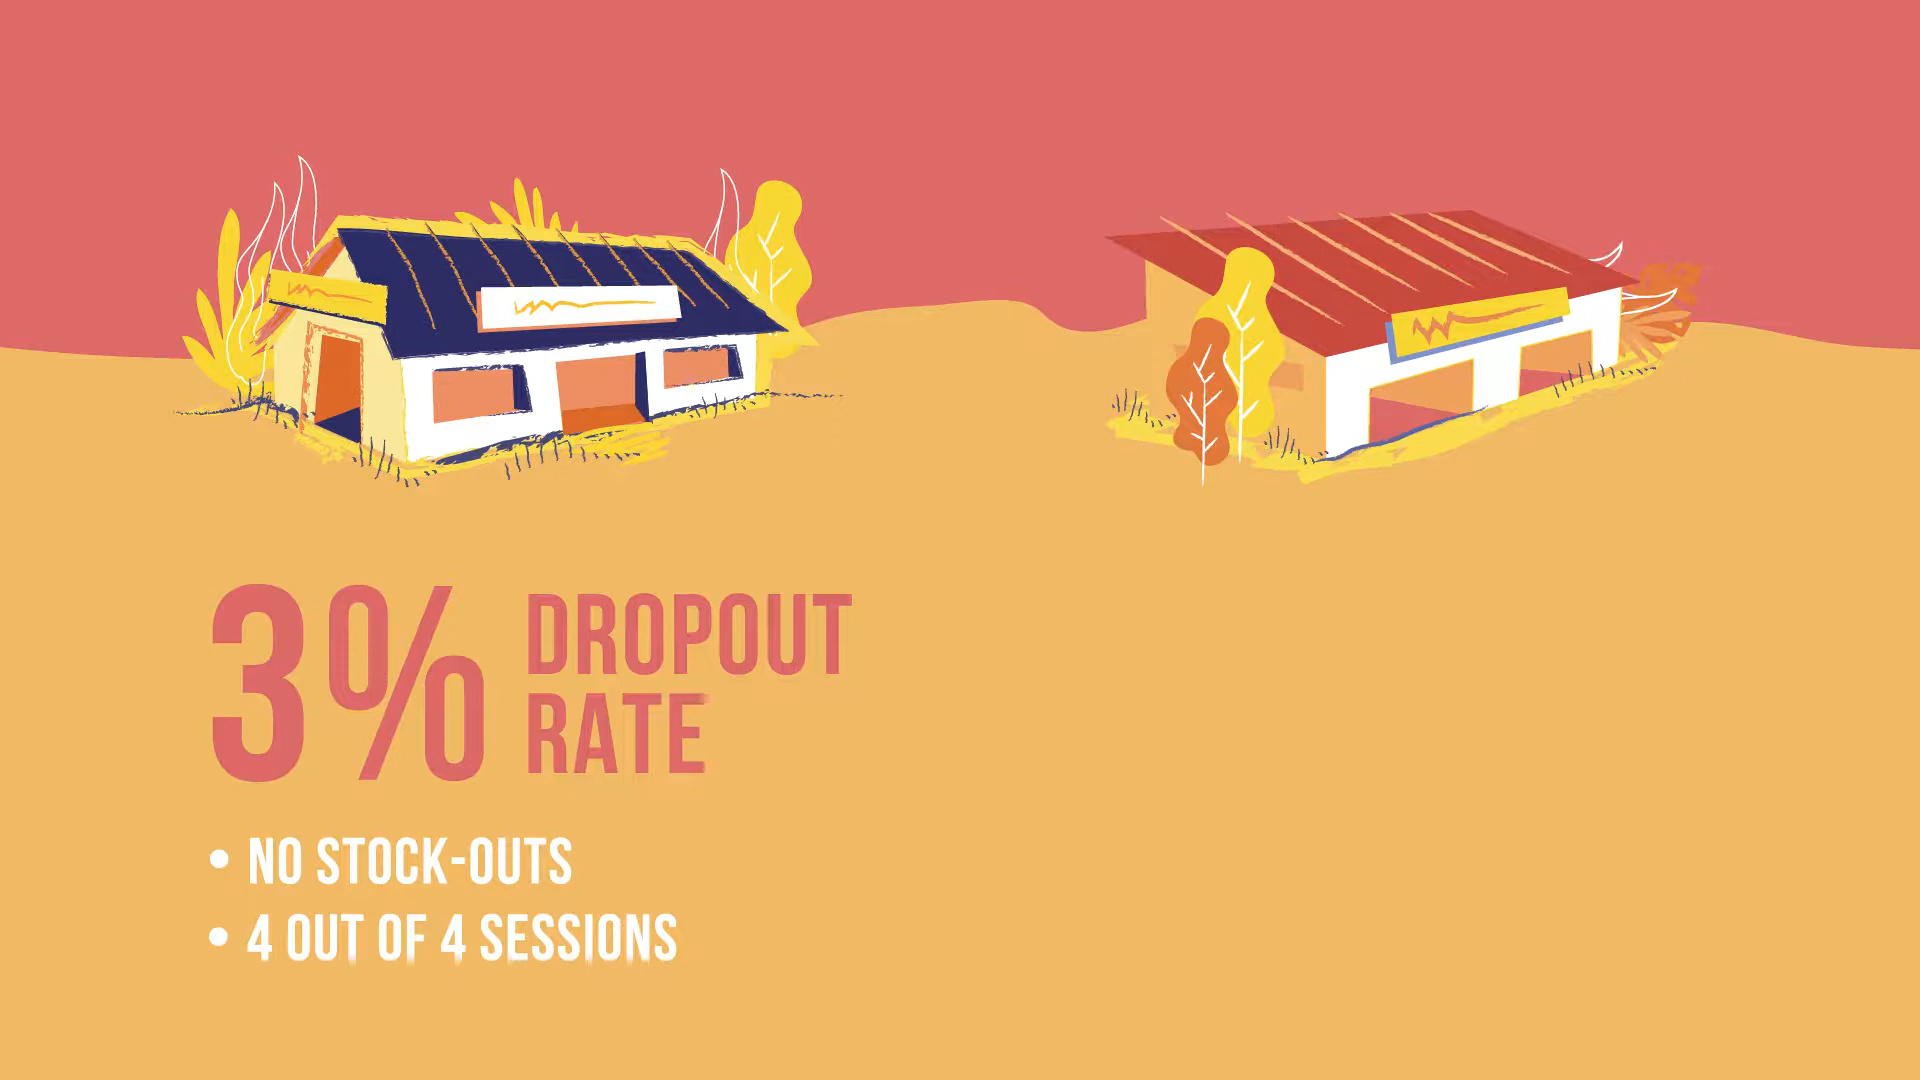 3% DROPOUT
RATE
• NO STOCK-OUTS
• 4 OUT OF 4 SESSIONS